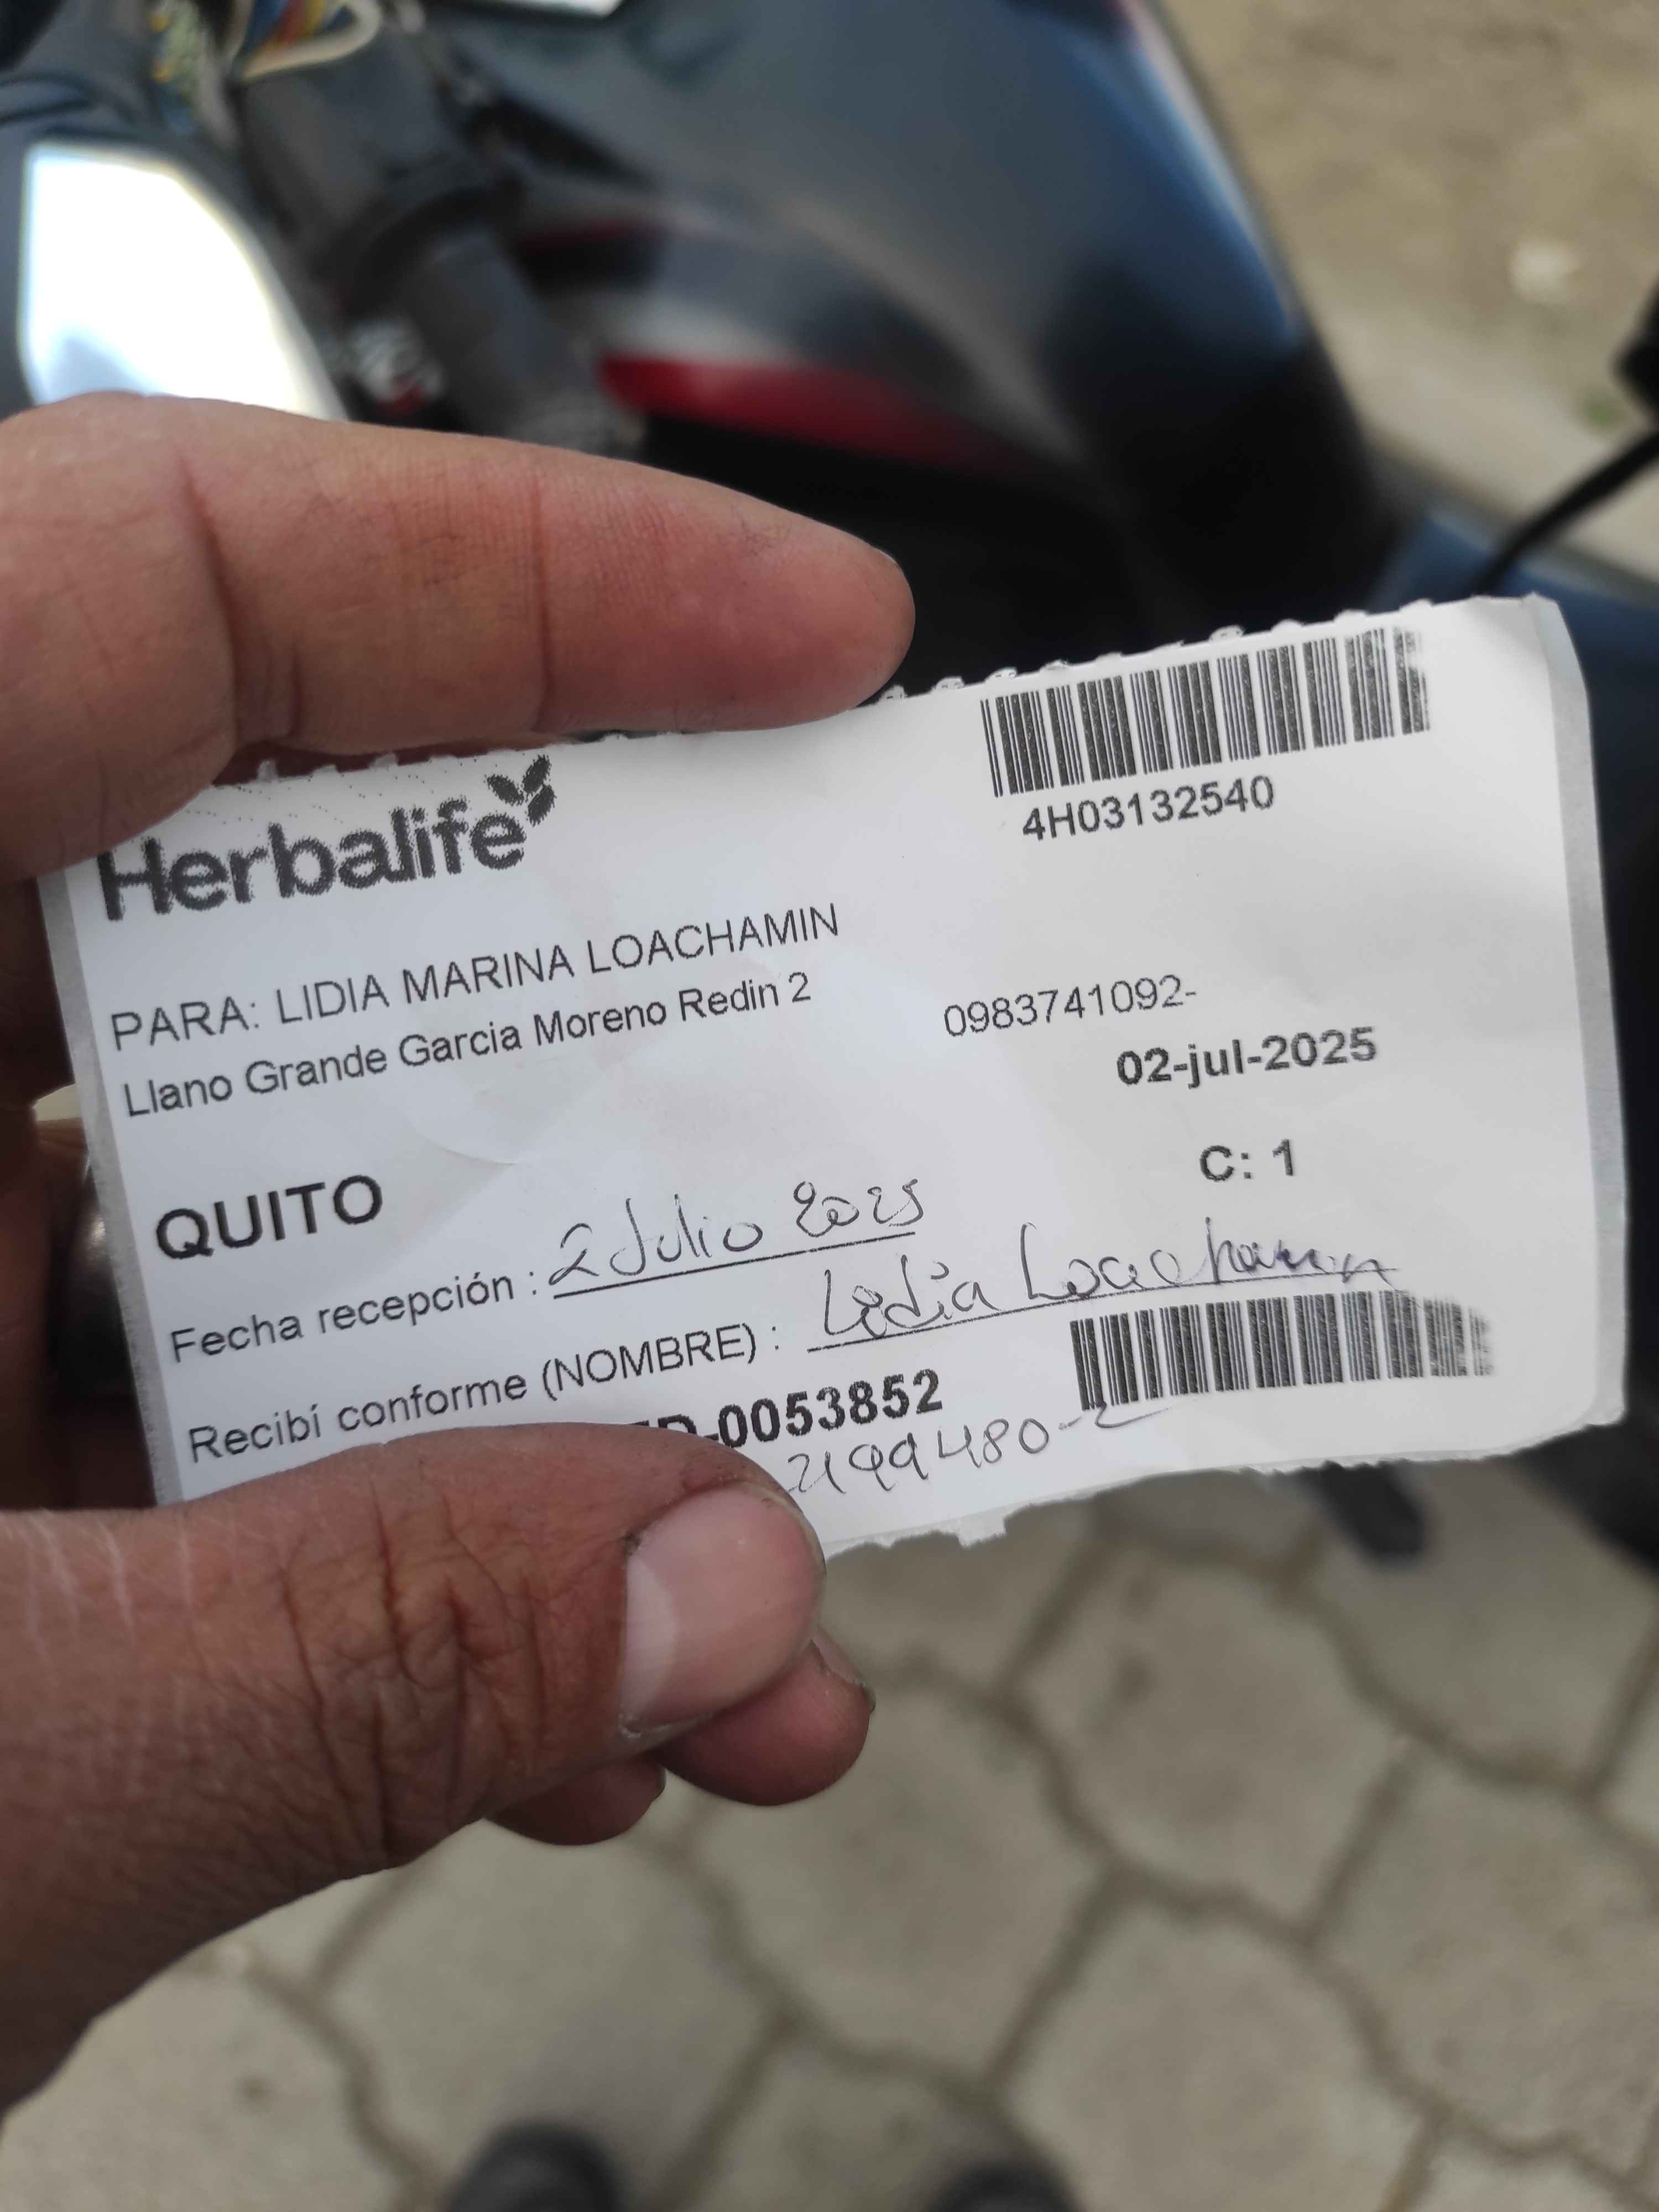 Herbalife
4H03132540
PARA: LIDIA MARINA LOACHAMIN
Llano Grande Garcia Moreno Redin 2
0983741092-
02-jul-2025
QUITO
C: 1
Fecha recepción : 2 Julio 2025
Recibí conforme (NOMBRE) : Lidia Loachamin
-0053852
2199480-2